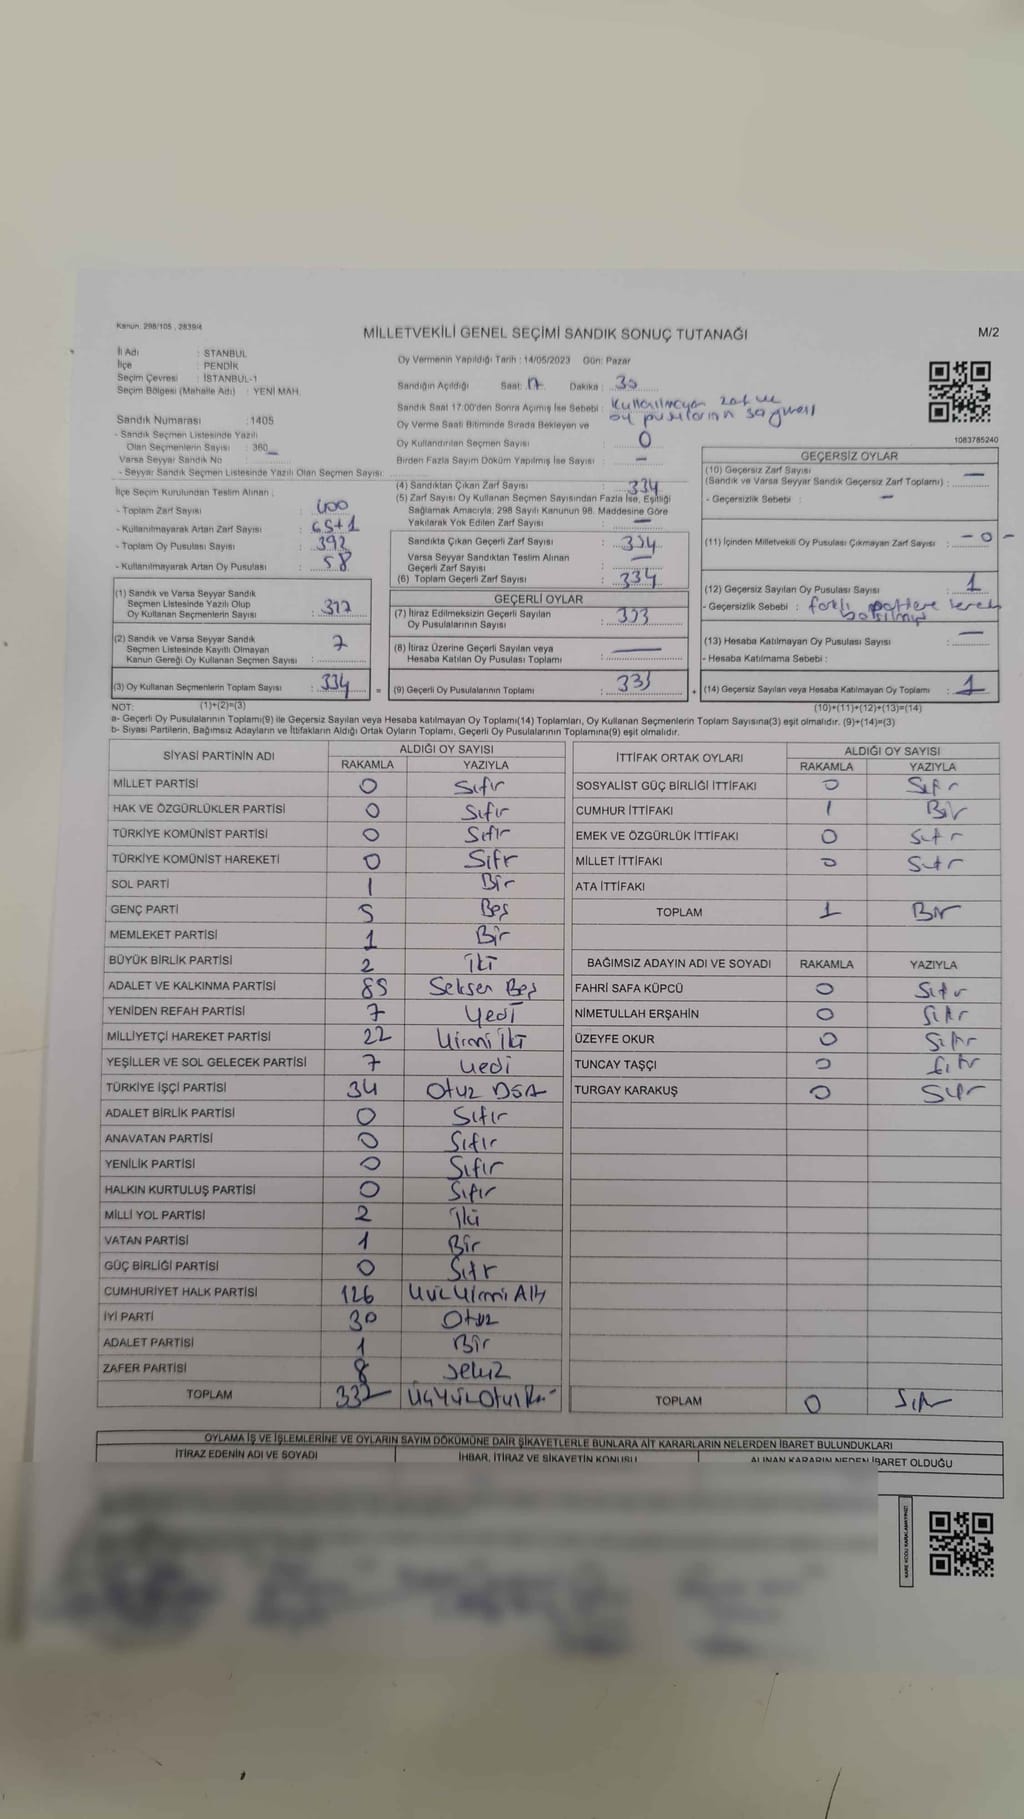 Kanun: 298/105 , 2839/4
MİLLETVEKİLİ GENEL SEÇİMİ SANDIK SONUÇ TUTANAĞI
M/2
İl Adı : STANBUL
İlçe : PENDİK
Seçim Çevresi : İSTANBUL-1
Seçim Bölgesi (Mahalle Adı) : YENİ MAH.
Sandık Numarası :1405
- Sandık Seçmen Listesinde Yazılı
Olan Seçmenlerin Sayısı : 360
Varsa Seyyar Sandık No :
- Seyyar Sandık Seçmen Listesinde Yazılı Olan Seçmen Sayısı:
Oy Vermenin Yapıldığı Tarih : 14/05/2023 Gün: Pazar
Sandığın Açıldığı Saat: 17 Dakika : 30
Sandık Saat 17:00'den Sonra Açılmış İse Sebebi : Kullanılmayan zarf ve
oy pusularının sayması
Oy Verme Saati Bitiminde Sırada Bekleyen ve
Oy Kullandırılan Seçmen Sayısı : 0
Birden Fazla Sayım Döküm Yapılmış İse Sayısı : —
1083785240
İlçe Seçim Kurulundan Teslim Alınan :
- Toplam Zarf Sayısı : 400
- Kullanılmayarak Artan Zarf Sayısı : 65+1
- Toplam Oy Pusulası Sayısı : 392
- Kullanılmayarak Artan Oy Pusulası : 58
(1) Sandık ve Varsa Seyyar Sandık
Seçmen Listesinde Yazılı Olup
Oy Kullanan Seçmenlerin Sayısı : 327
(2) Sandık ve Varsa Seyyar Sandık
Seçmen Listesinde Kayıtlı Olmayan
Kanun Gereği Oy Kullanan Seçmen Sayısı : 7
(3) Oy Kullanan Seçmenlerin Toplam Sayısı : 334
(4) Sandıktan Çıkan Zarf Sayısı : 334
(5) Zarf Sayısı Oy Kullanan Seçmen Sayısından Fazla İse, Eşitliği
Sağlamak Amacıyla, 298 Sayılı Kanunun 98. Maddesine Göre
Yakılarak Yok Edilen Zarf Sayısı : —
Sandıkta Çıkan Geçerli Zarf Sayısı : 334
Varsa Seyyar Sandıktan Teslim Alınan
Geçerli Zarf Sayısı : —
(6) Toplam Geçerli Zarf Sayısı : 334
GEÇERLİ OYLAR
(7) İtiraz Edilmeksizin Geçerli Sayılan
Oy Pusulalarının Sayısı : 333
(8) İtiraz Üzerine Geçerli Sayılan veya
Hesaba Katılan Oy Pusulası Toplamı : —
= (9) Geçerli Oy Pusulalarının Toplamı : 333
GEÇERSİZ OYLAR
(10) Geçersiz Zarf Sayısı
(Sandık ve Varsa Seyyar Sandık Geçersiz Zarf Toplamı) : —
- Geçersizlik Sebebi : —
(11) İçinden Milletvekili Oy Pusulası Çıkmayan Zarf Sayısı : - 0 -
(12) Geçersiz Sayılan Oy Pusulası Sayısı : 1
- Geçersizlik Sebebi : farklı
(13) Hesaba Katılmayan Oy Pusulası Sayısı : —
- Hesaba Katılmama Sebebi :
+ (14) Geçersiz Sayılan veya Hesaba Katılmayan Oy Toplamı : 1
NOT: (1)+(2)=(3)
(10)+(11)+(12)+(13)=(14)
a- Geçerli Oy Pusulalarının Toplamı(9) ile Geçersiz Sayılan veya Hesaba katılmayan Oy Toplamı(14) Toplamları, Oy Kullanan Seçmenlerin Toplam Sayısına(3) eşit olmalıdır. (9)+(14)=(3)
b- Siyasi Partilerin, Bağımsız Adayların ve İttifakların Aldığı Ortak Oyların Toplamı, Geçerli Oy Pusulalarının Toplamına(9) eşit olmalıdır.
SİYASİ PARTİNİN ADI ALDIĞI OY SAYISI
RAKAMLA YAZIYLA
MİLLET PARTİSİ 0 Sıfır
HAK VE ÖZGÜRLÜKLER PARTİSİ 0 Sıfır
TÜRKİYE KOMÜNİST PARTİSİ 0 Sıfır
TÜRKİYE KOMÜNİST HAREKETİ 0 Sıfr
SOL PARTİ 1 Bir
GENÇ PARTİ 5 Beş
MEMLEKET PARTİSİ 1 Bir
BÜYÜK BİRLİK PARTİSİ 2 İki
ADALET VE KALKINMA PARTİSİ 85 Seksen Beş
YENİDEN REFAH PARTİSİ 7 Yedi
MİLLİYETÇİ HAREKET PARTİSİ 22 Yirmi İki
YEŞİLLER VE SOL GELECEK PARTİSİ 7 yedi
TÜRKİYE İŞÇİ PARTİSİ 34 Otuz Dört
ADALET BİRLİK PARTİSİ 0 Sıfır
ANAVATAN PARTİSİ 0 Sıfır
YENİLİK PARTİSİ 0 Sıfır
HALKIN KURTULUŞ PARTİSİ 0 Sıfır
MİLLİ YOL PARTİSİ 2 İki
VATAN PARTİSİ 1 Bir
GÜÇ BİRLİĞİ PARTİSİ 0 Sıfr
CUMHURİYET HALK PARTİSİ 126 Yüz Yirmi Altı
İYİ PARTİ 30 Otuz
ADALET PARTİSİ 1 Bir
ZAFER PARTİSİ 8 Sekiz
TOPLAM 332 Üç Yüz Otuz İki
İTTİFAK ORTAK OYLARI ALDIĞI OY SAYISI
RAKAMLA YAZIYLA
SOSYALİST GÜÇ BİRLİĞİ İTTİFAKI 0 Sıfır
CUMHUR İTTİFAKI 1 Bir
EMEK VE ÖZGÜRLÜK İTTİFAKI 0 Sıfır
MİLLET İTTİFAKI 0 Sıfır
ATA İTTİFAKI
TOPLAM 1 Bir
BAĞIMSIZ ADAYIN ADI VE SOYADI RAKAMLA YAZIYLA
FAHRİ SAFA KÜPCÜ 0 Sıfır
NİMETULLAH ERŞAHİN 0 Sıfır
ÜZEYFE OKUR 0 Sıfır
TUNCAY TAŞÇI 0 Sıfır
TURGAY KARAKUŞ 0 Sıfır
TOPLAM 0 Sıfır
OYLAMA İŞ VE İŞLEMLERİNE VE OYLARIN SAYIM DÖKÜMÜNE DAİR ŞİKAYETLERLE BUNLARA AİT KARARLARIN NELERDEN İBARET BULUNDUKLARI
İTİRAZ EDENİN ADI VE SOYADI İHBAR, İTİRAZ VE ŞİKAYETİN KONUSU ALINAN KARARIN NEDEN İBARET OLDUĞU